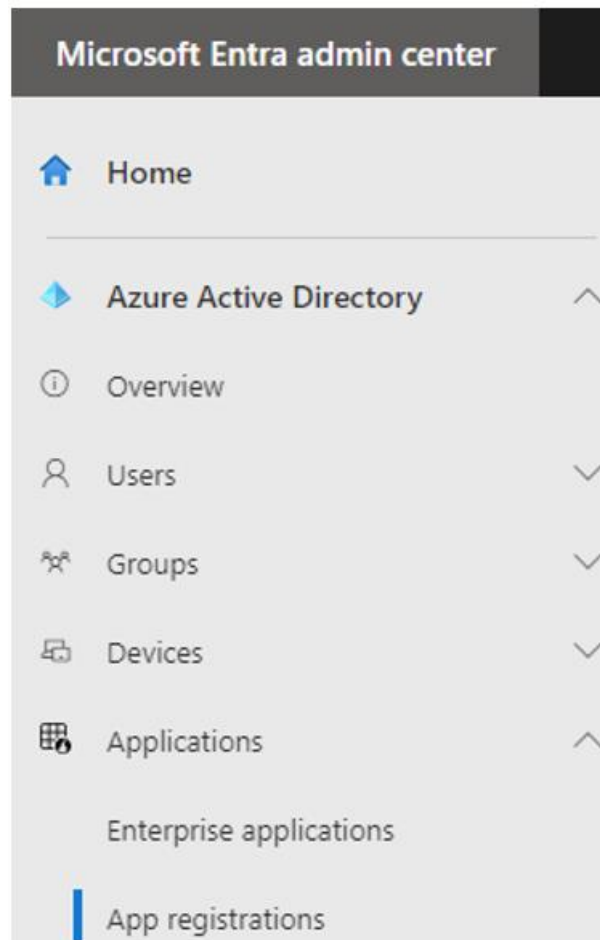 Microsoft Entra admin center
Home
Azure Active Directory
Overview
Users
Groups
Devices
Applications
Enterprise applications
App registrations